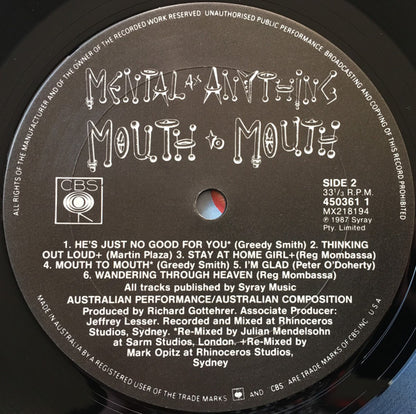 ALL RIGHTS OF THE MANUFACTURER AND OF THE OWNER OF THE RECORDED WORK RESERVED UNAUTHORISED PUBLIC PERFORMANCE BROADCASTING AND COPYING OF THIS RECORD PROHIBITED
MENTAL AS ANYTHING
MOUTH TO MOUTH
CBS
SIDE 2
33 1/3 R.P.M.
450361 1
MX218194
℗ 1987 Syray
Pty. Limited
1. HE'S JUST NO GOOD FOR YOU* (Greedy Smith) 2. THINKING
OUT LOUD+ (Martin Plaza) 3. STAY AT HOME GIRL+(Reg Mombassa)
4. MOUTH TO MOUTH* (Greedy Smith) 5. I'M GLAD (Peter O'Doherty)
6. WANDERING THROUGH HEAVEN (Reg Mombassa)
All tracks published by Syray Music
AUSTRALIAN PERFORMANCE/AUSTRALIAN COMPOSITION
Produced by Richard Gottehrer. Associate Producer:
Jeffrey Lesser. Recorded and Mixed at Rhinoceros
Studios, Sydney. *Re-Mixed by Julian Mendelsohn
at Sarm Studios, London. +Re-Mixed by
Mark Opitz at Rhinoceros Studios,
Sydney
MADE IN AUSTRALIA BY A REGISTERED USER OF THE TRADE MARKS AND CBS ARE TRADE MARKS OF CBS INC. U.S.A